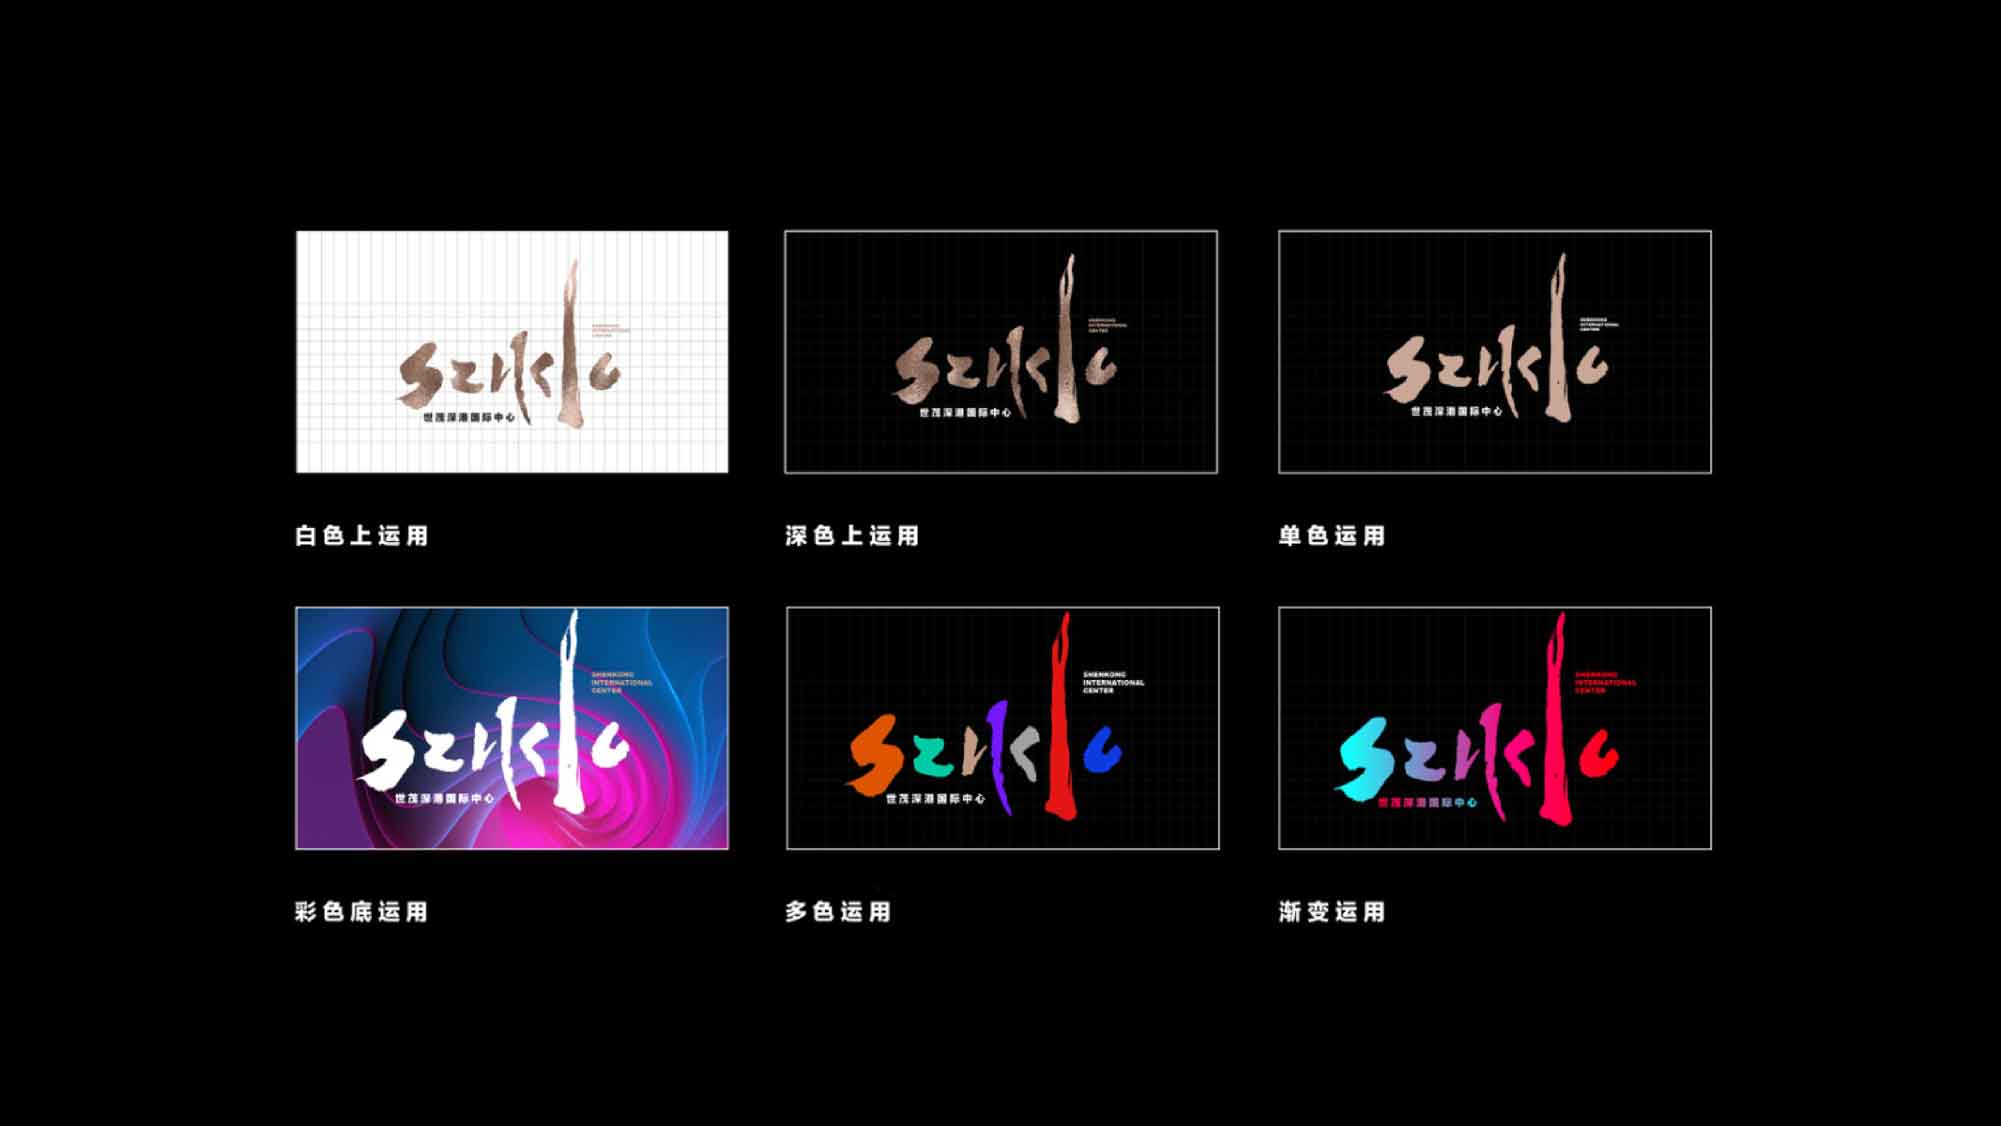 SZHKIC
SHENKONG
INTERNATIONAL
CENTER
世茂深港国际中心
SZHKIC
SHENKONG
INTERNATIONAL
CENTER
世茂深港国际中心
SZHKIC
SHENKONG
INTERNATIONAL
CENTER
世茂深港国际中心
白色上运用
深色上运用
单色运用
SZHKIC
SHENKONG
INTERNATIONAL
CENTER
世茂深港国际中心
SZHKIC
SHENKONG
INTERNATIONAL
CENTER
世茂深港国际中心
SZHKIC
SHENKONG
INTERNATIONAL
CENTER
世茂深港国际中心
彩色底运用
多色运用
渐变运用